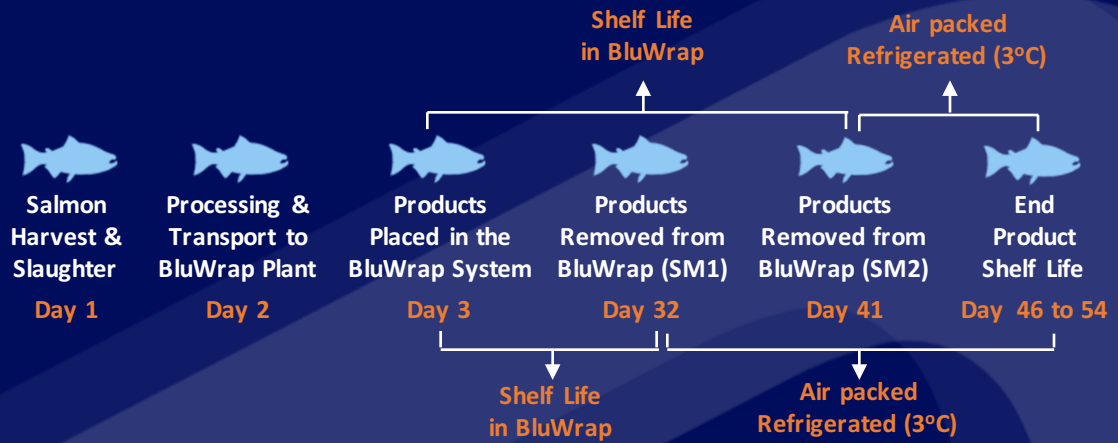 Shelf Life
in BluWrap
Air packed
Refrigerated (3°C)
Salmon
Harvest &
Slaughter
Day 1
Processing &
Transport to
BluWrap Plant
Day 2
Products
Placed in the
BluWrap System
Day 3
Products
Removed from
BluWrap (SM1)
Day 32
Products
Removed from
BluWrap (SM2)
Day 41
End
Product
Shelf Life
Day 46 to 54
Shelf Life
in BluWrap
Air packed
Refrigerated (3°C)